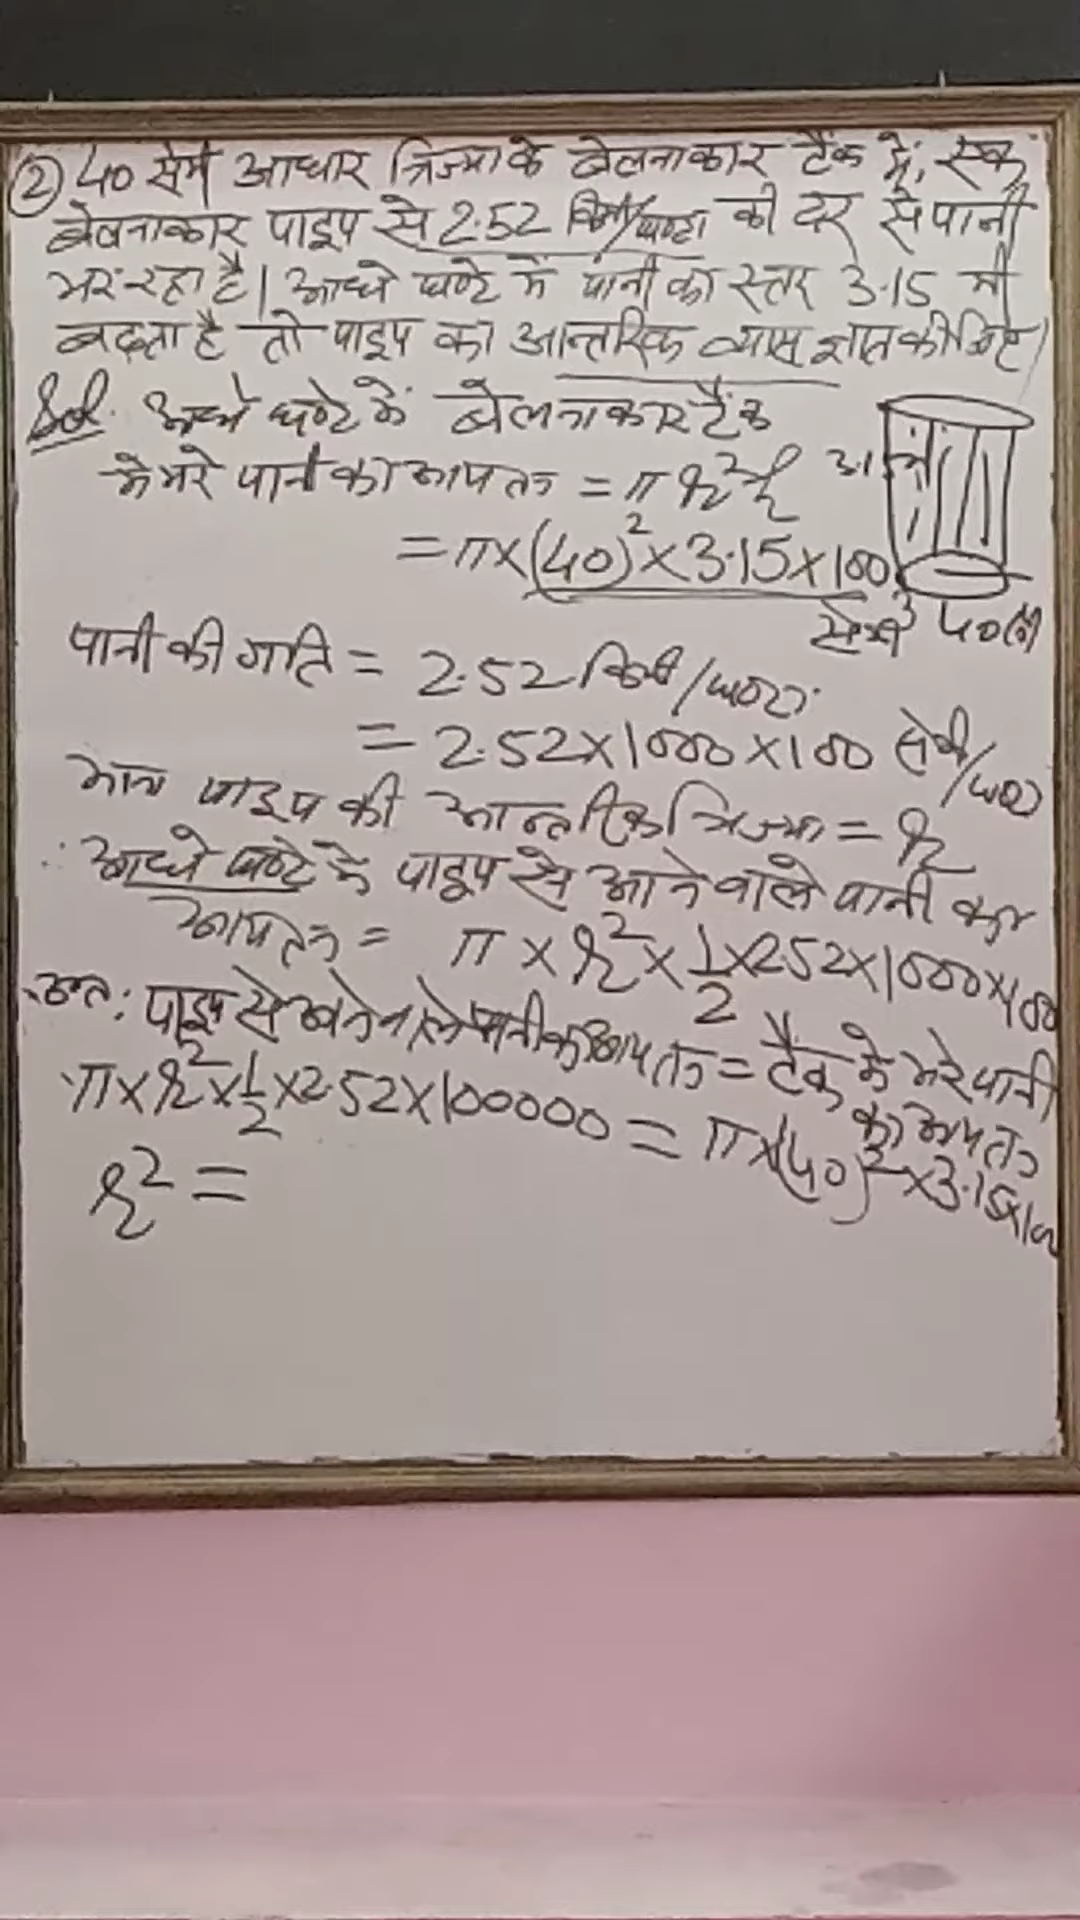 ② 40 सेमी आधार त्रिज्या के बेलनाकार टैंक में, एक
बेलनाकार पाइप से 2.52 किमी/घण्टा की दर से पानी
भर रहा है। आधे घण्टे में पानी का स्तर 3.15 मी
बढ़ता है तो पाइप का आन्तरिक व्यास ज्ञात कीजिए।
Sol. आधे घण्टे में बेलनाकार टैंक
मे भरे पानी का आयतन = π r² h
= π × (40)² × 3.15 × 100
सेमी³ 40 सेमी
पानी की गति = 2.52 किमी/घण्टा
= 2.52 × 1000 × 100 सेमी/घण्टा
माना पाइप की आन्तरिक त्रिज्या = r
∴ आधे घण्टे में पाइप से आने वाले पानी का
आयतन = π × r² × 1/2 × 2.52 × 1000 × 100
अतः पाइप से पानी का आयतन = टैंक मे भरे पानी
का आयतन
π × r² × 1/2 × 2.52 × 100000 = π × (40)² × 3.15 × 100
r² =